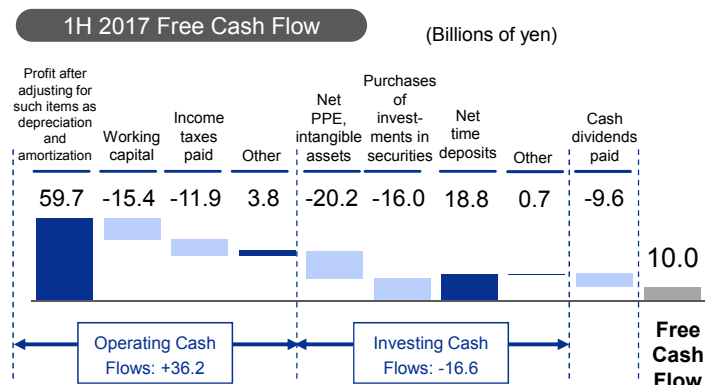 1H 2017 Free Cash Flow
(Billions of yen)
Profit after
adjusting for
such items as
depreciation
and
amortization
Working
capital
Income
taxes
paid
Other
Net
PPE,
intangible
assets
Purchases
of
invest-
ments in
securities
Net
time
deposits
Other
Cash
dividends
paid
59.7
-15.4
-11.9
3.8
-20.2
-16.0
18.8
0.7
-9.6
10.0
Operating Cash
Flows: +36.2
Investing Cash
Flows: -16.6
Free
Cash
Flow